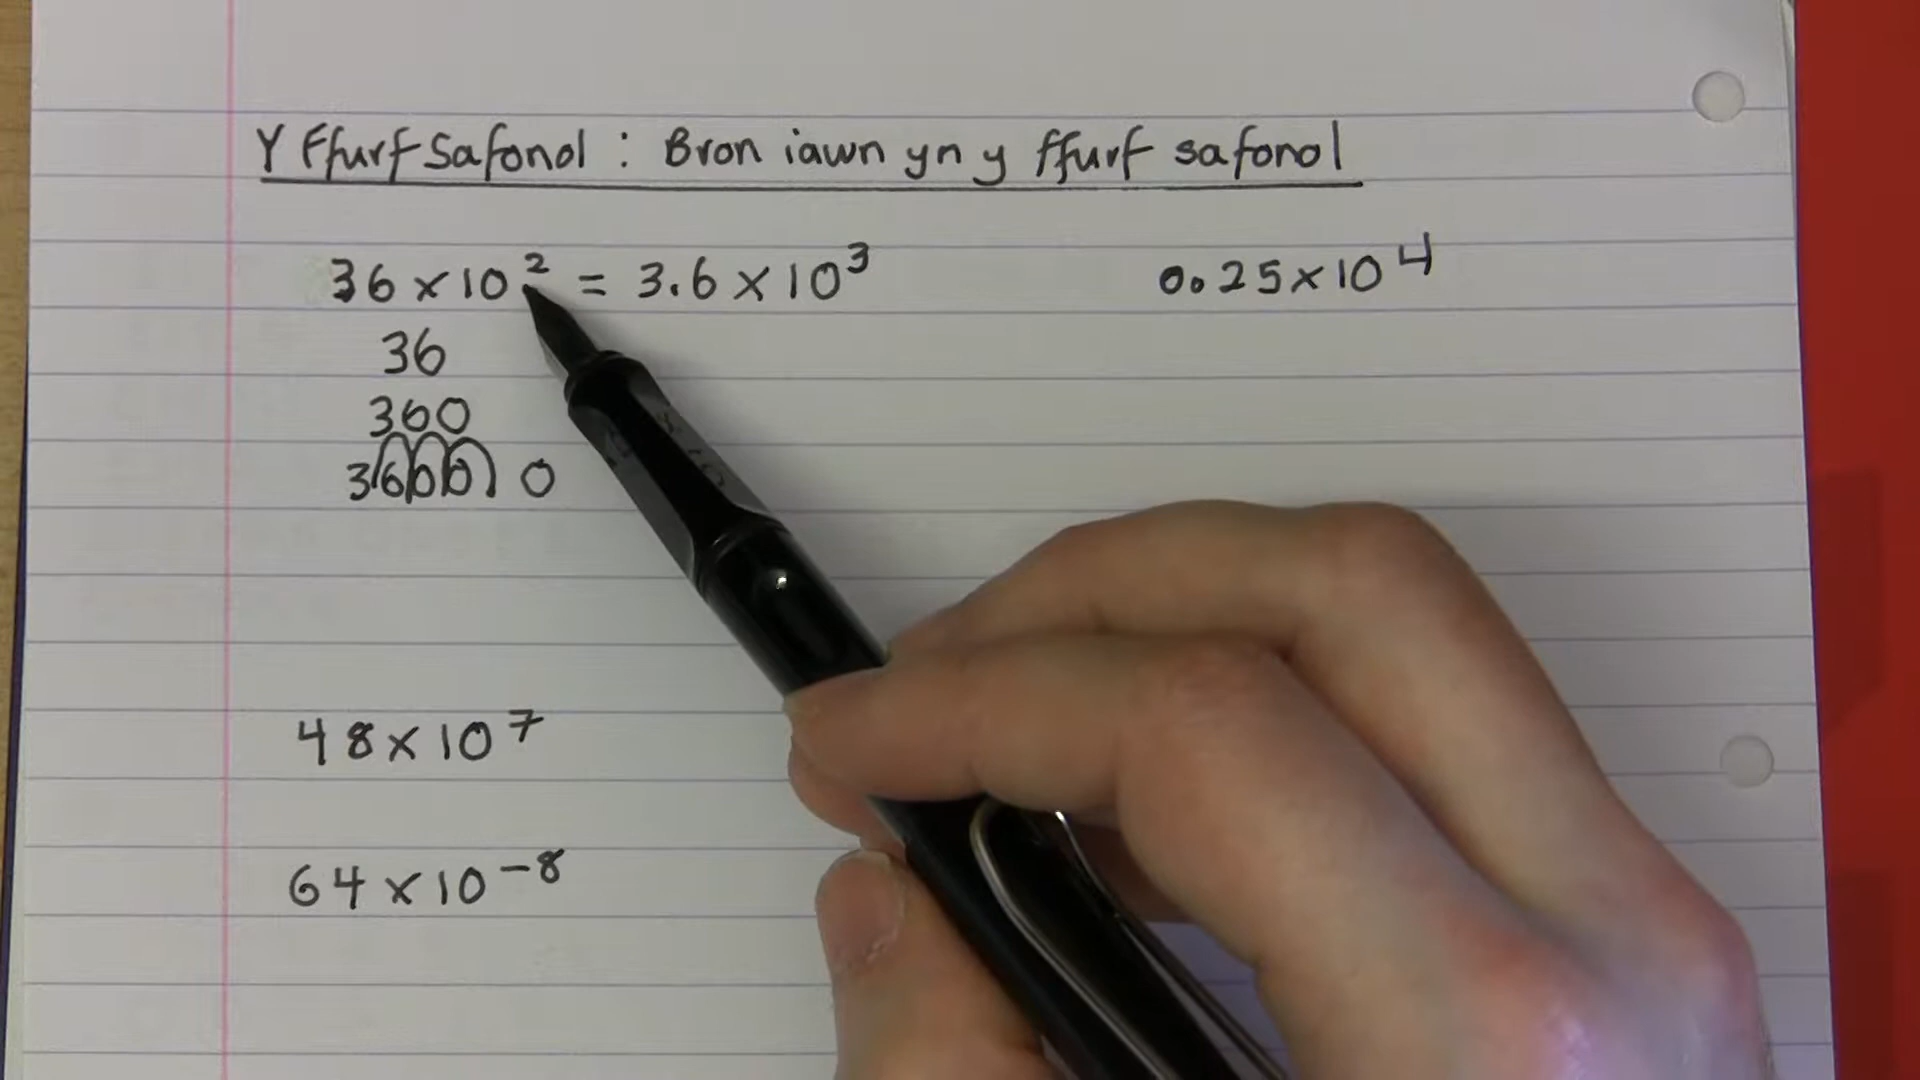 Y Ffurf Safonol : Bron iawn yn y ffurf safonol
36 × 10² = 3.6 × 10³
0.25 × 10⁴
36
360
3600 0
48 × 10⁷
64 × 10⁻⁸